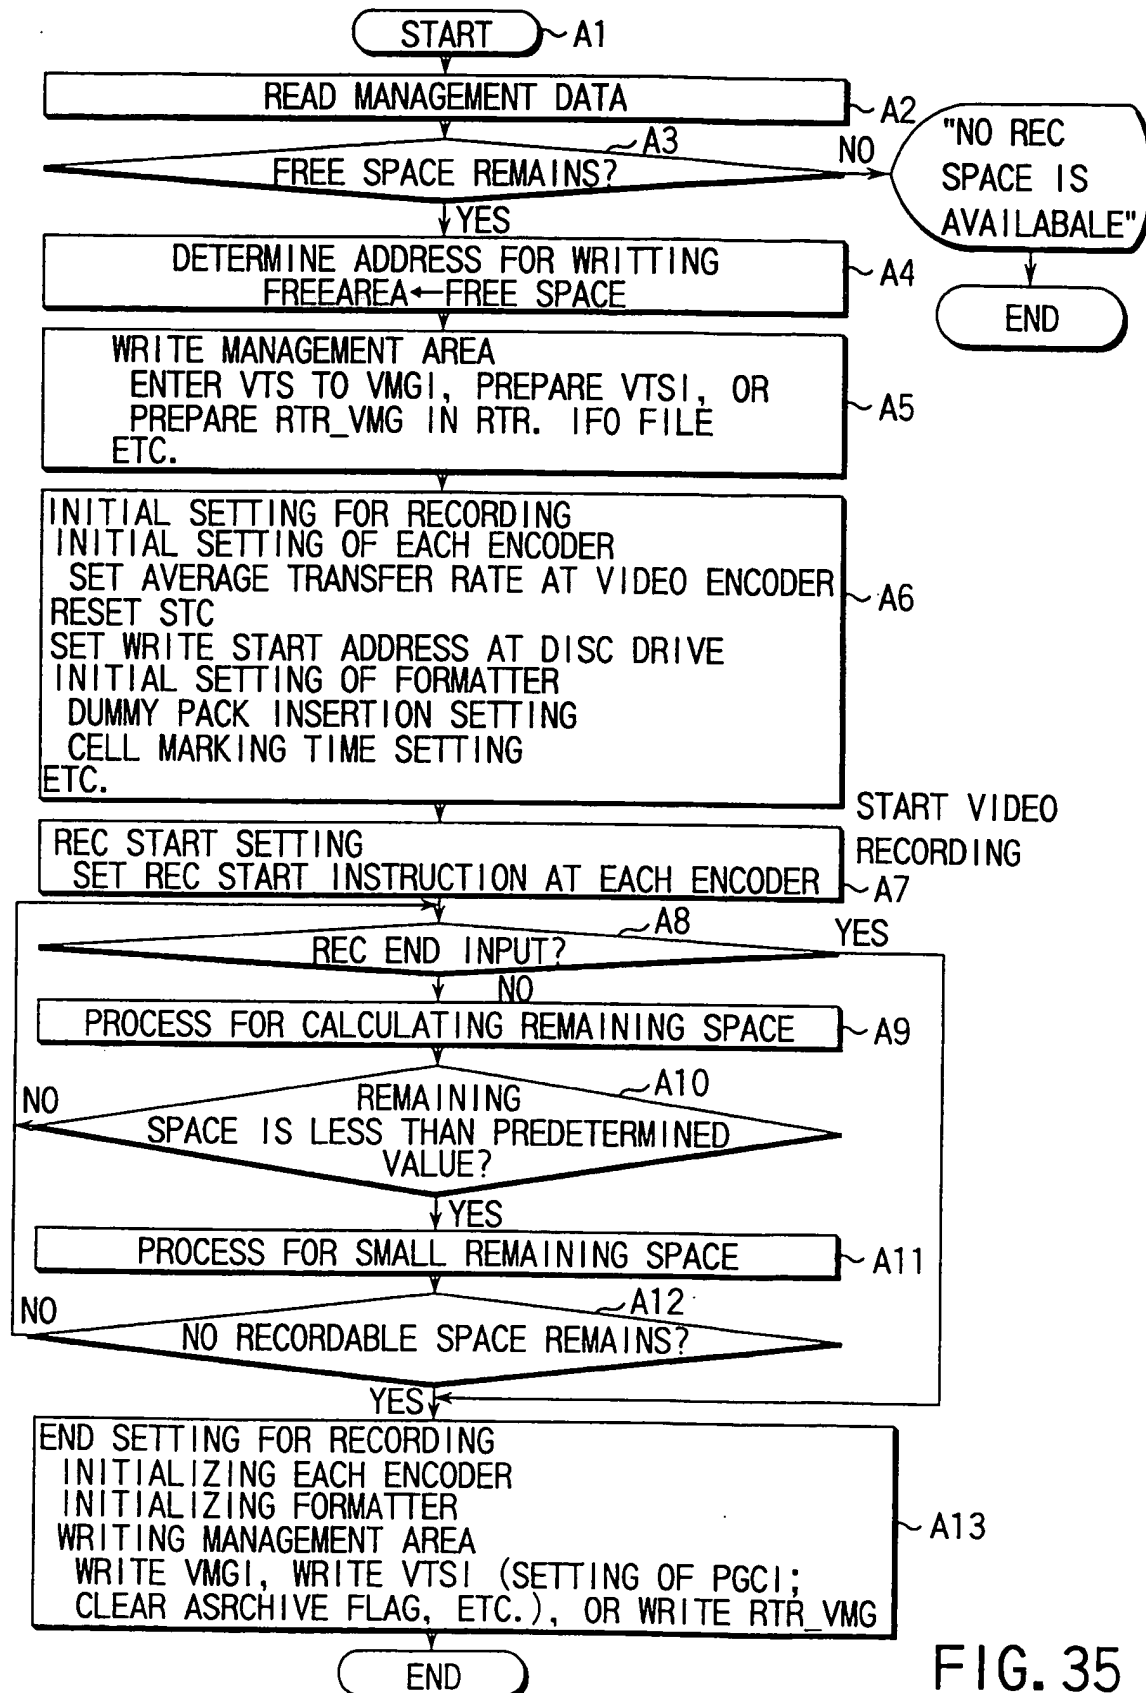 START
A1
READ MANAGEMENT DATA
A2
A3
FREE SPACE REMAINS?
NO
"NO REC
SPACE IS
AVAILABALE"
END
YES
DETERMINE ADDRESS FOR WRITTING
FREEAREA←FREE SPACE
A4
WRITE MANAGEMENT AREA
ENTER VTS TO VMGI, PREPARE VTSI, OR
PREPARE RTR_VMG IN RTR. IFO FILE
ETC.
A5
INITIAL SETTING FOR RECORDING
INITIAL SETTING OF EACH ENCODER
SET AVERAGE TRANSFER RATE AT VIDEO ENCODER
RESET STC
SET WRITE START ADDRESS AT DISC DRIVE
INITIAL SETTING OF FORMATTER
DUMMY PACK INSERTION SETTING
CELL MARKING TIME SETTING
ETC.
A6
START VIDEO
RECORDING
REC START SETTING
SET REC START INSTRUCTION AT EACH ENCODER
A7
A8
REC END INPUT?
YES
NO
PROCESS FOR CALCULATING REMAINING SPACE
A9
A10
NO
REMAINING
SPACE IS LESS THAN PREDETERMINED
VALUE?
YES
PROCESS FOR SMALL REMAINING SPACE
A11
A12
NO
NO RECORDABLE SPACE REMAINS?
YES
END SETTING FOR RECORDING
INITIALIZING EACH ENCODER
INITIALIZING FORMATTER
WRITING MANAGEMENT AREA
WRITE VMGI, WRITE VTSI (SETTING OF PGCI;
CLEAR ASRCHIVE FLAG, ETC.), OR WRITE RTR_VMG
A13
END
FIG. 35